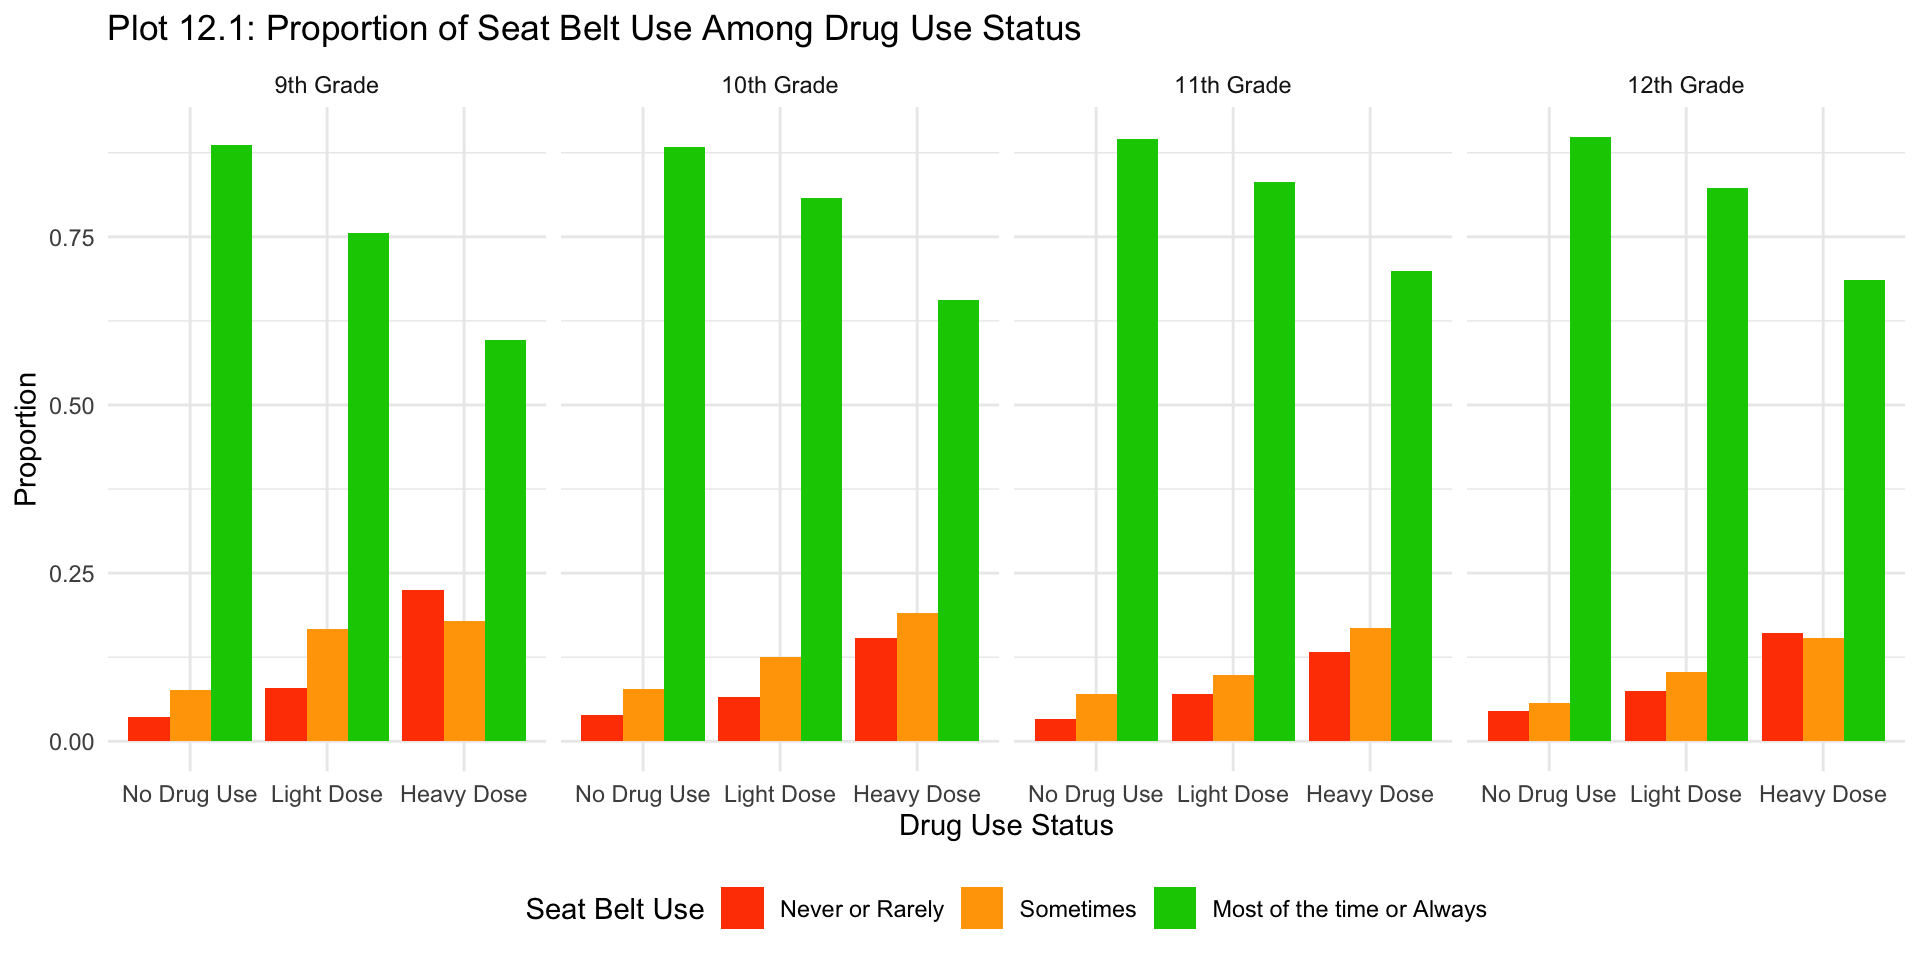 Plot 12.1: Proportion of Seat Belt Use Among Drug Use Status
9th Grade 10th Grade 11th Grade 12th Grade
Proportion
0.75
0.50
0.25
0.00
No Drug Use Light Dose Heavy Dose No Drug Use Light Dose Heavy Dose No Drug Use Light Dose Heavy Dose No Drug Use Light Dose Heavy Dose
Drug Use Status
Seat Belt Use Never or Rarely Sometimes Most of the time or Always